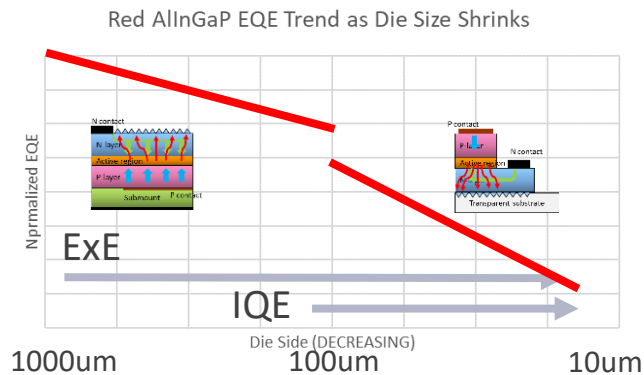 Red AlInGaP EQE Trend as Die Size Shrinks
Nprmalized EQE
N contact
N layer
Active region
P layer
P contact
Submount
P contact
P-layer
N contact
Active region
Transparent substrate
ExE
IQE
Die Side (DECREASING)
1000um
100um
10um